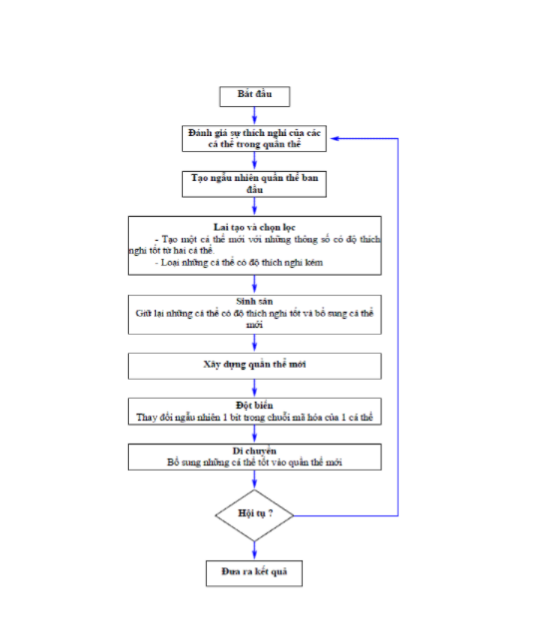 Bắt đầu
Đánh giá sự thích nghi của các
cá thể trong quần thể
Tạo ngẫu nhiên quần thể ban
đầu
Lai tạo và chọn lọc
- Tạo một cá thể mới với những thông số có độ thích
nghi tốt từ hai cá thể.
- Loại những cá thể có độ thích nghi kém
Sinh sản
Giữ lại những cá thể có độ thích nghi tốt và bổ sung cá thể
mới
Xây dựng quần thể mới
Đột biến
Thay đổi ngẫu nhiên 1 bit trong chuỗi mã hóa của 1 cá thể
Di chuyển
Bổ sung những cá thể tốt vào quần thể mới
Hội tụ ?
Đưa ra kết quả